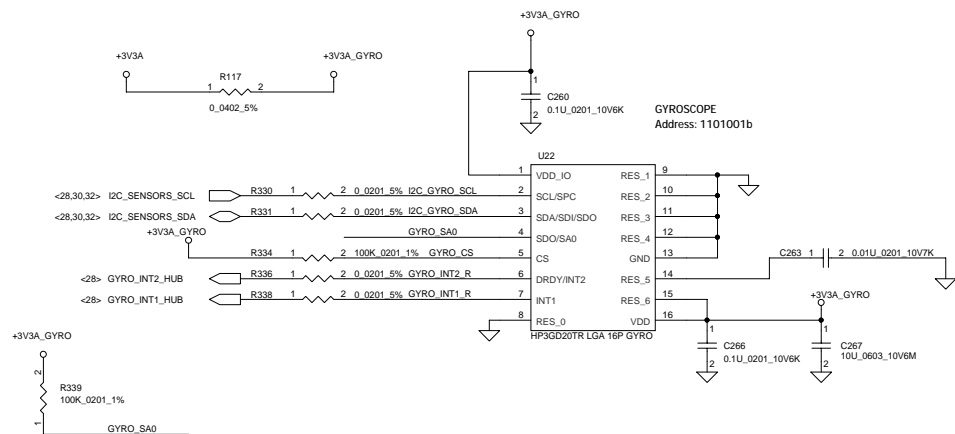 +3V3A_GYRO
+3V3A
+3V3A_GYRO
R117
1 2
0_0402_5%
1
C260
0.1U_0201_10V6K
2
GYROSCOPE
Address: 1101001b
U22
1 VDD_IO RES_1 9
<28,30,32> I2C_SENSORS_SCL R330 1 2 0_0201_5% I2C_GYRO_SCL 2 SCL/SPC RES_2 10
<28,30,32> I2C_SENSORS_SDA R331 1 2 0_0201_5% I2C_GYRO_SDA 3 SDA/SDI/SDO RES_3 11
+3V3A_GYRO GYRO_SA0 4 SDO/SA0 RES_4 12
R334 1 2 100K_0201_1% GYRO_CS 5 CS GND 13 C263 1 2 0.01U_0201_10V7K
<28> GYRO_INT2_HUB R336 1 2 0_0201_5% GYRO_INT2_R 6 DRDY/INT2 RES_5 14
<28> GYRO_INT1_HUB R338 1 2 0_0201_5% GYRO_INT1_R 7 INT1 RES_6 15 +3V3A_GYRO
8 RES_0 VDD 16
HP3GD20TR LGA 16P GYRO
1
C266
0.1U_0201_10V6K
2
1
C267
10U_0603_10V6M
2
+3V3A_GYRO
2
R339
100K_0201_1%
1
GYRO_SA0